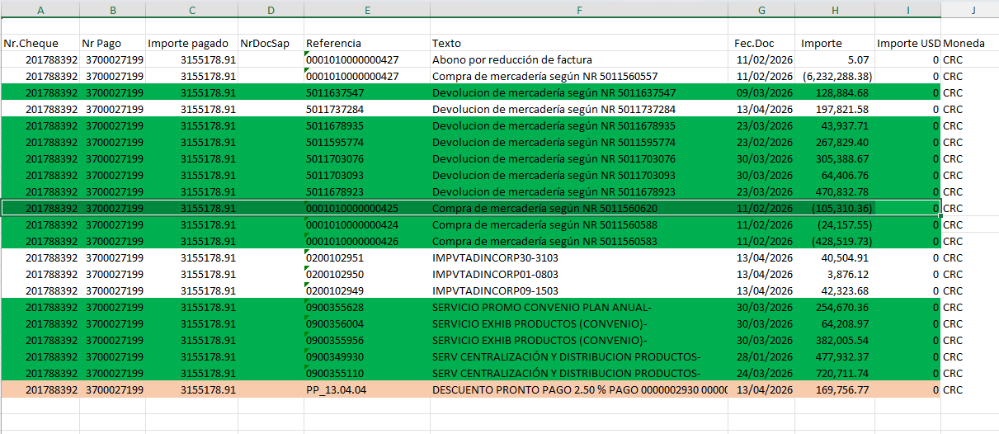 A B C D E F G H I J
Nr.Cheque Nr Pago Importe pagado NrDocSap Referencia Texto Fec.Doc Importe Importe USD Moneda
201788392 3700027199 3155178.91 0001010000000427 Abono por reducción de factura 11/02/2026 5.07 0 CRC
201788392 3700027199 3155178.91 0001010000000427 Compra de mercadería según NR 5011560557 11/02/2026 (6,232,288.38) 0 CRC
201788392 3700027199 3155178.91 5011637547 Devolucion de mercadería según NR 5011637547 09/03/2026 128,884.68 0 CRC
201788392 3700027199 3155178.91 5011737284 Devolucion de mercadería según NR 5011737284 13/04/2026 197,821.58 0 CRC
201788392 3700027199 3155178.91 5011678935 Devolucion de mercadería según NR 5011678935 23/03/2026 43,937.71 0 CRC
201788392 3700027199 3155178.91 5011595774 Devolucion de mercadería según NR 5011595774 23/02/2026 267,829.40 0 CRC
201788392 3700027199 3155178.91 5011703076 Devolucion de mercadería según NR 5011703076 30/03/2026 305,388.67 0 CRC
201788392 3700027199 3155178.91 5011703093 Devolucion de mercadería según NR 5011703093 30/03/2026 64,406.76 0 CRC
201788392 3700027199 3155178.91 5011678923 Devolucion de mercadería según NR 5011678923 23/03/2026 470,832.78 0 CRC
201788392 3700027199 3155178.91 0001010000000425 Compra de mercadería según NR 5011560620 11/02/2026 (105,310.36) 0 CRC
201788392 3700027199 3155178.91 0001010000000424 Compra de mercadería según NR 5011560588 11/02/2026 (24,157.55) 0 CRC
201788392 3700027199 3155178.91 0001010000000426 Compra de mercadería según NR 5011560583 11/02/2026 (428,519.73) 0 CRC
201788392 3700027199 3155178.91 0200102951 IMPVTADINCORP30-3103 13/04/2026 40,504.91 0 CRC
201788392 3700027199 3155178.91 0200102950 IMPVTADINCORP01-0803 13/04/2026 3,876.12 0 CRC
201788392 3700027199 3155178.91 0200102949 IMPVTADINCORP09-1503 13/04/2026 42,323.68 0 CRC
201788392 3700027199 3155178.91 0900355628 SERVICIO PROMO CONVENIO PLAN ANUAL- 30/03/2026 254,670.36 0 CRC
201788392 3700027199 3155178.91 0900356004 SERVICIO EXHIB PRODUCTOS (CONVENIO)- 30/03/2026 64,208.97 0 CRC
201788392 3700027199 3155178.91 0900355956 SERVICIO EXHIB PRODUCTOS (CONVENIO)- 30/03/2026 382,005.54 0 CRC
201788392 3700027199 3155178.91 0900349930 SERV CENTRALIZACIÓN Y DISTRIBUCION PRODUCTOS- 28/01/2026 477,932.37 0 CRC
201788392 3700027199 3155178.91 0900355110 SERV CENTRALIZACIÓN Y DISTRIBUCION PRODUCTOS- 24/03/2026 720,711.74 0 CRC
201788392 3700027199 3155178.91 PP_13.04.04 DESCUENTO PRONTO PAGO 2.50 % PAGO 0000002930 00000 13/04/2026 169,756.77 0 CRC